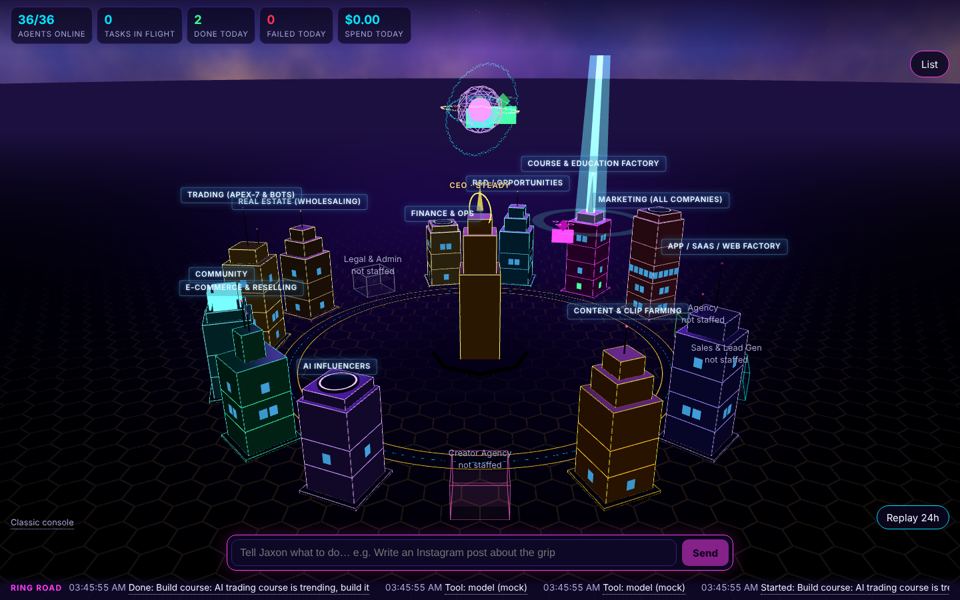 36/36
AGENTS ONLINE
0
TASKS IN FLIGHT
2
DONE TODAY
0
FAILED TODAY
$0.00
SPEND TODAY
List
COURSE & EDUCATION FACTORY
CEO · STEADY
R&D / OPPORTUNITIES
TRADING (APEX-7 & BOTS)
REAL ESTATE (WHOLESALING)
MARKETING (ALL COMPANIES)
FINANCE & OPS
APP / SAAS / WEB FACTORY
Legal & Admin
not staffed
COMMUNITY
E-COMMERCE & RESELLING
CONTENT & CLIP FARMING
Agency
not staffed
Sales & Lead Gen
not staffed
AI INFLUENCERS
Creator Agency
not staffed
Classic console
Replay 24h
Tell Jaxon what to do… e.g. Write an Instagram post about the grip
Send
RING ROAD 03:45:55 AM Done: Build course: AI trading course is trending, build it 03:45:55 AM Tool: model (mock) 03:45:55 AM Tool: model (mock) 03:45:55 AM Started: Build course: AI trading course is